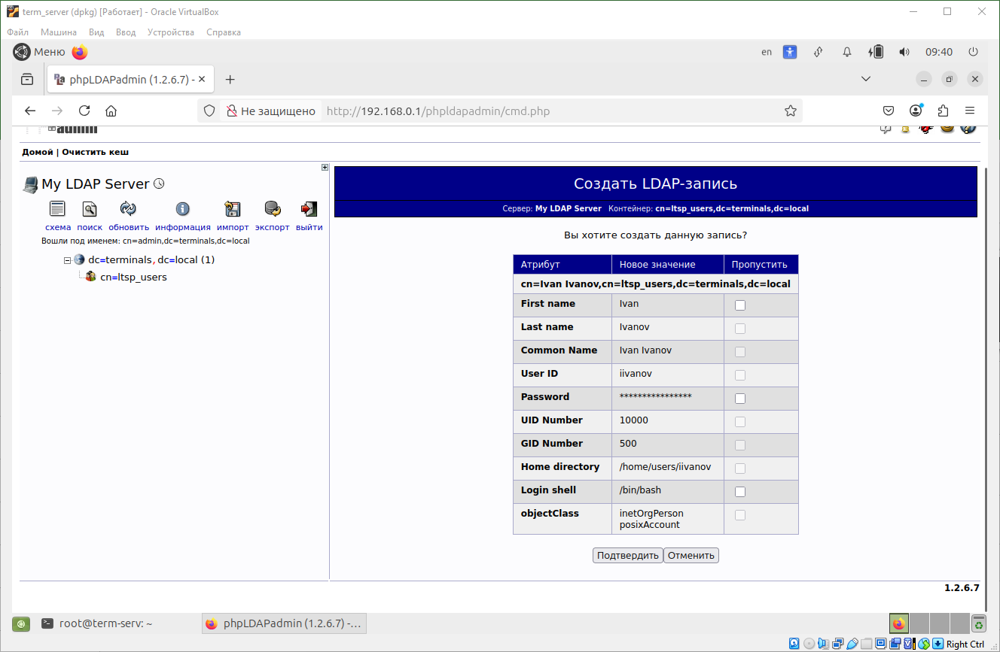 term_server (dpkg) [Работает] - Oracle VirtualBox
Файл Машина Вид Ввод Устройства Справка
Меню en 09:40
phpLDAPadmin (1.2.6.7) -
Не защищено http://192.168.0.1/phpldapadmin/cmd.php
admin
Домой | Очистить кеш
My LDAP Server
схема поиск обновить информация импорт экспорт выйти
Вошли под именем: cn=admin,dc=terminals,dc=local
dc=terminals,dc=local (1)
cn=ltsp_users
Создать LDAP-запись
Сервер: My LDAP Server Контейнер: cn=ltsp_users,dc=terminals,dc=local
Вы хотите создать данную запись?
Атрибут Новое значение Пропустить
cn=Ivan Ivanov,cn=ltsp_users,dc=terminals,dc=local
First name Ivan
Last name Ivanov
Common Name Ivan Ivanov
User ID iivanov
Password ****************
UID Number 10000
GID Number 500
Home directory /home/users/iivanov
Login shell /bin/bash
objectClass inetOrgPerson
posixAccount
Подтвердить Отменить
1.2.6.7
root@term-serv: ~ phpLDAPadmin (1.2.6.7) -...
Right Ctrl